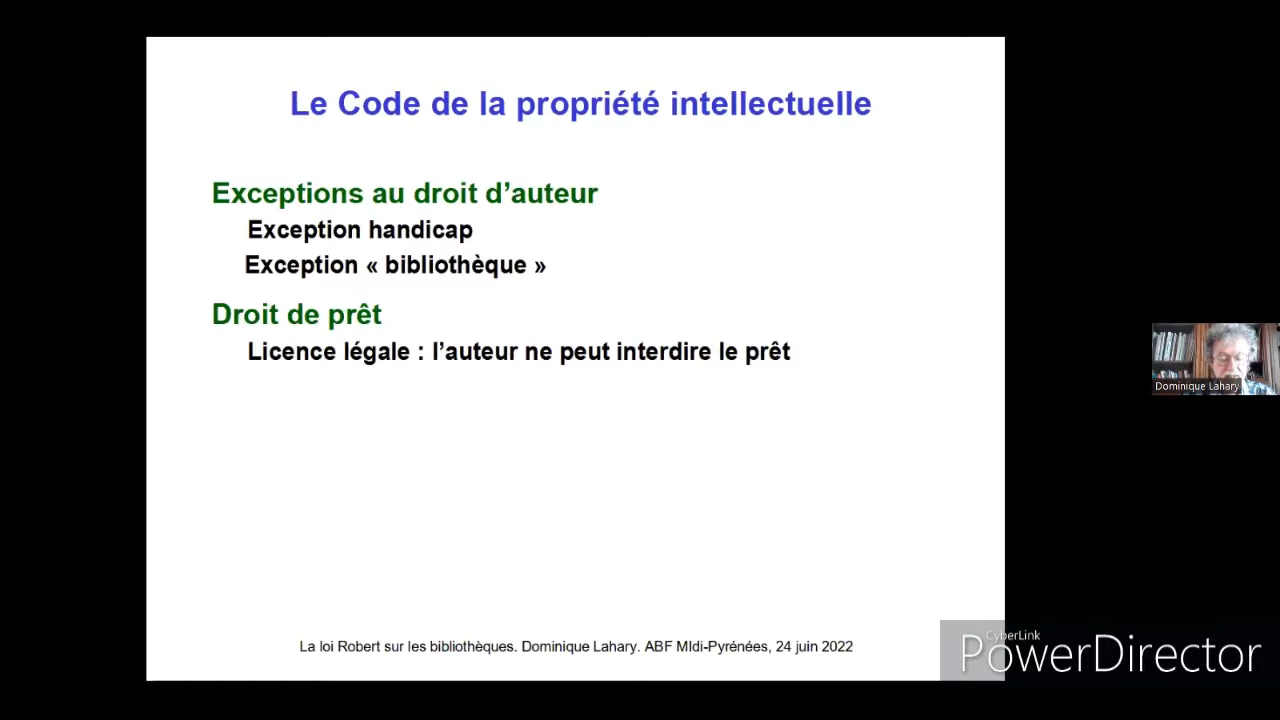 Le Code de la propriété intellectuelle
Exceptions au droit d’auteur
Exception handicap
Exception « bibliothèque »
Droit de prêt
Licence légale : l’auteur ne peut interdire le prêt
Dominique Lahary
La loi Robert sur les bibliothèques. Dominique Lahary. ABF MIdi-Pyrénées, 24 juin 2022
CyberLink
PowerDirector